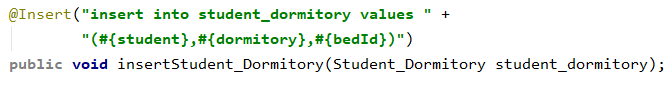 @Insert("insert into student_dormitory values " +
"(#{student},#{dormitory},#{bedId})")
public void insertStudent_Dormitory(Student_Dormitory student_dormitory);